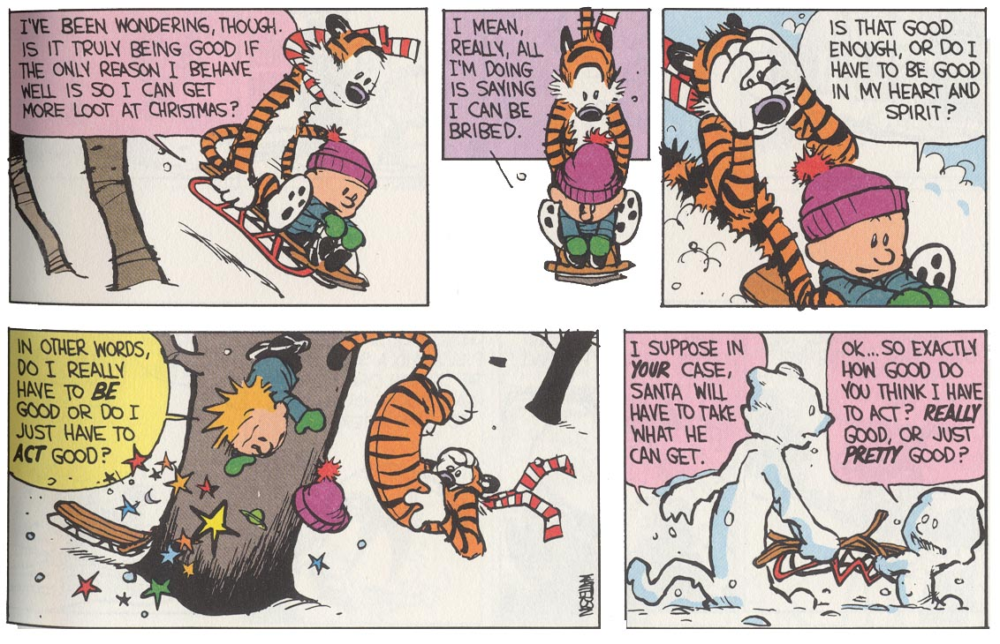 I'VE BEEN WONDERING, THOUGH.
IS IT TRULY BEING GOOD IF
THE ONLY REASON I BEHAVE
WELL IS SO I CAN GET
MORE LOOT AT CHRISTMAS?
I MEAN,
REALLY, ALL
I'M DOING
IS SAYING
I CAN BE
BRIBED.
IS THAT GOOD
ENOUGH, OR DO I
HAVE TO BE GOOD
IN MY HEART AND
SPIRIT?
IN OTHER WORDS,
DO I REALLY
HAVE TO BE
GOOD OR DO I
JUST HAVE TO
ACT GOOD?
WATTERSON
I SUPPOSE IN
YOUR CASE,
SANTA WILL
HAVE TO TAKE
WHAT HE
CAN GET.
OK...SO EXACTLY
HOW GOOD DO
YOU THINK I HAVE
TO ACT? REALLY
GOOD, OR JUST
PRETTY GOOD?